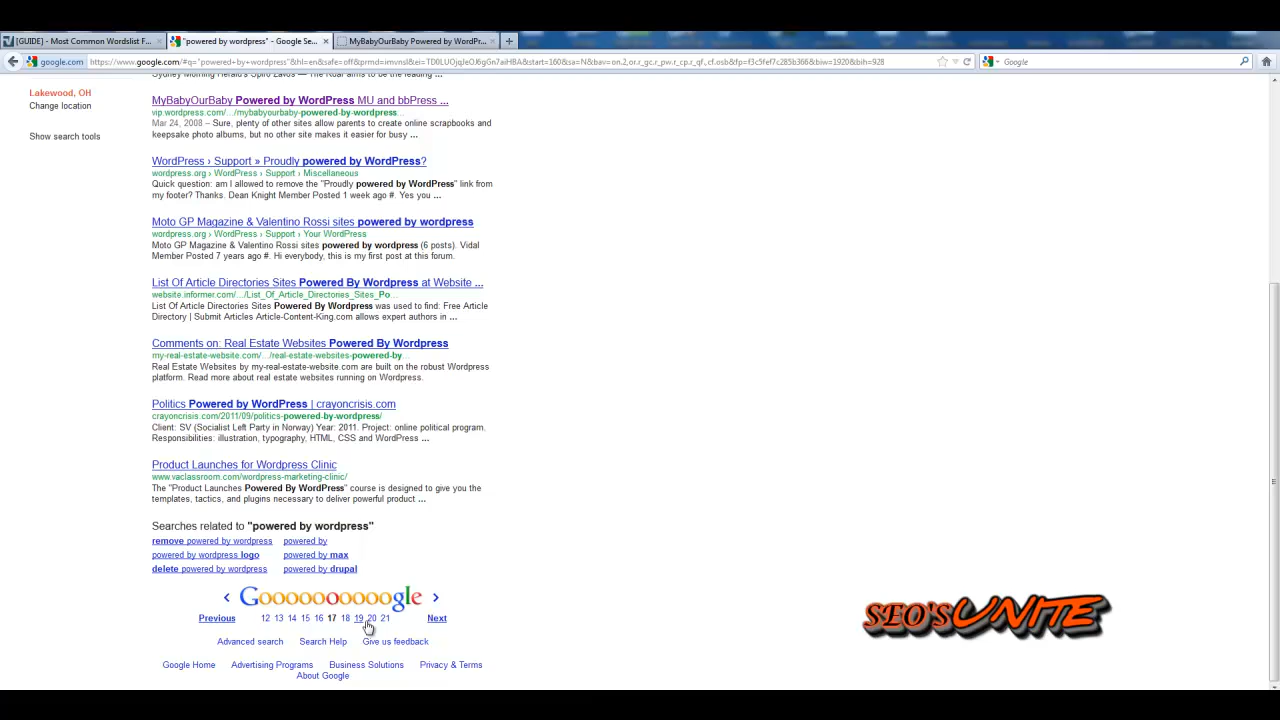 [GUIDE] - Most Common Wordslist F...
"powered by wordpress" - Google Se...
MyBabyOurBaby Powered by WordPr...
google.com
https://www.google.com/#q="powered+by+wordpress"&hl=en&safe=off&prmd=imvnsl&ei=TD0LUOjqJeOJ6gGn7aiHBA&start=160&sa=N&bav=on.2,or.r_gc.r_pw.r_cp.r_qf.,cf.osb&fp=f3c5fef7c285b366&biw=1920&bih=928
Google
Sydney Morning Herald's Spiro Zavos — The Roar aims to be the leading ...
Lakewood, OH
Change location
Show search tools
MyBabyOurBaby Powered by WordPress MU and bbPress ...
vip.wordpress.com/.../mybabyourbaby-powered-by-wordpress...
Mar 24, 2008 – Sure, plenty of other sites allow parents to create online scrapbooks and
keepsake photo albums, but no other site makes it easier for busy ...
WordPress › Support » Proudly powered by WordPress?
wordpress.org › WordPress › Support › Miscellaneous
Quick question: am I allowed to remove the "Proudly powered by WordPress" link from
my footer? Thanks. Dean Knight Member Posted 1 week ago #. Yes you ...
Moto GP Magazine & Valentino Rossi sites powered by wordpress
wordpress.org › WordPress › Support › Your WordPress
Moto GP Magazine & Valentino Rossi sites powered by wordpress (6 posts). Vidal
Member Posted 7 years ago #. Hi everybody, this is my first post at this forum.
List Of Article Directories Sites Powered By Wordpress at Website ...
website.informer.com/.../List_Of_Article_Directories_Sites_Po...
List Of Article Directories Sites Powered By Wordpress was used to find: Free Article
Directory | Submit Articles Article-Content-King.com allows expert authors in ...
Comments on: Real Estate Websites Powered By Wordpress
my-real-estate-website.com/.../real-estate-websites-powered-by...
Real Estate Websites by my-real-estate-website.com are built on the robust Wordpress
platform. Read more about real estate websites running on Wordpress.
Politics Powered by WordPress | crayoncrisis.com
crayoncrisis.com/2011/09/politics-powered-by-wordpress/
Client: SV (Socialist Left Party in Norway) Year: 2011. Project: online political program.
Responsibilities: illustration, typography, HTML, CSS and WordPress ...
Product Launches for Wordpress Clinic
www.vaclassroom.com/wordpress-marketing-clinic/
The "Product Launches Powered By WordPress" course is designed to give you the
templates, tactics, and plugins necessary to deliver powerful product ...
Searches related to "powered by wordpress"
remove powered by wordpress powered by
powered by wordpress logo powered by max
delete powered by wordpress powered by drupal
Goooooooooogle
Previous 12 13 14 15 16 17 18 19 20 21 Next
SEO'S UNITE
Advanced search Search Help Give us feedback
Google Home Advertising Programs Business Solutions Privacy & Terms
About Google